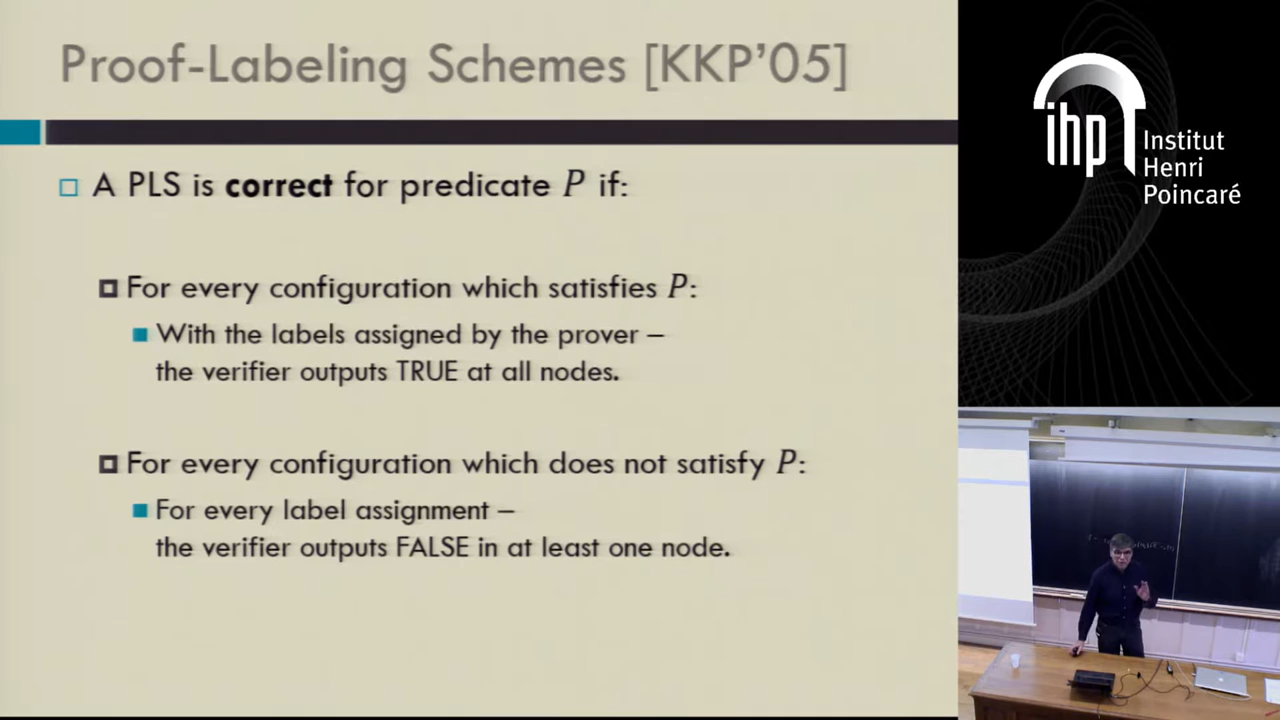 Proof-Labeling Schemes [KKP'05]
A PLS is correct for predicate P if:
For every configuration which satisfies P:
With the labels assigned by the prover –
the verifier outputs TRUE at all nodes.
For every configuration which does not satisfy P:
For every label assignment –
the verifier outputs FALSE in at least one node.
ihp
Institut
Henri
Poincaré